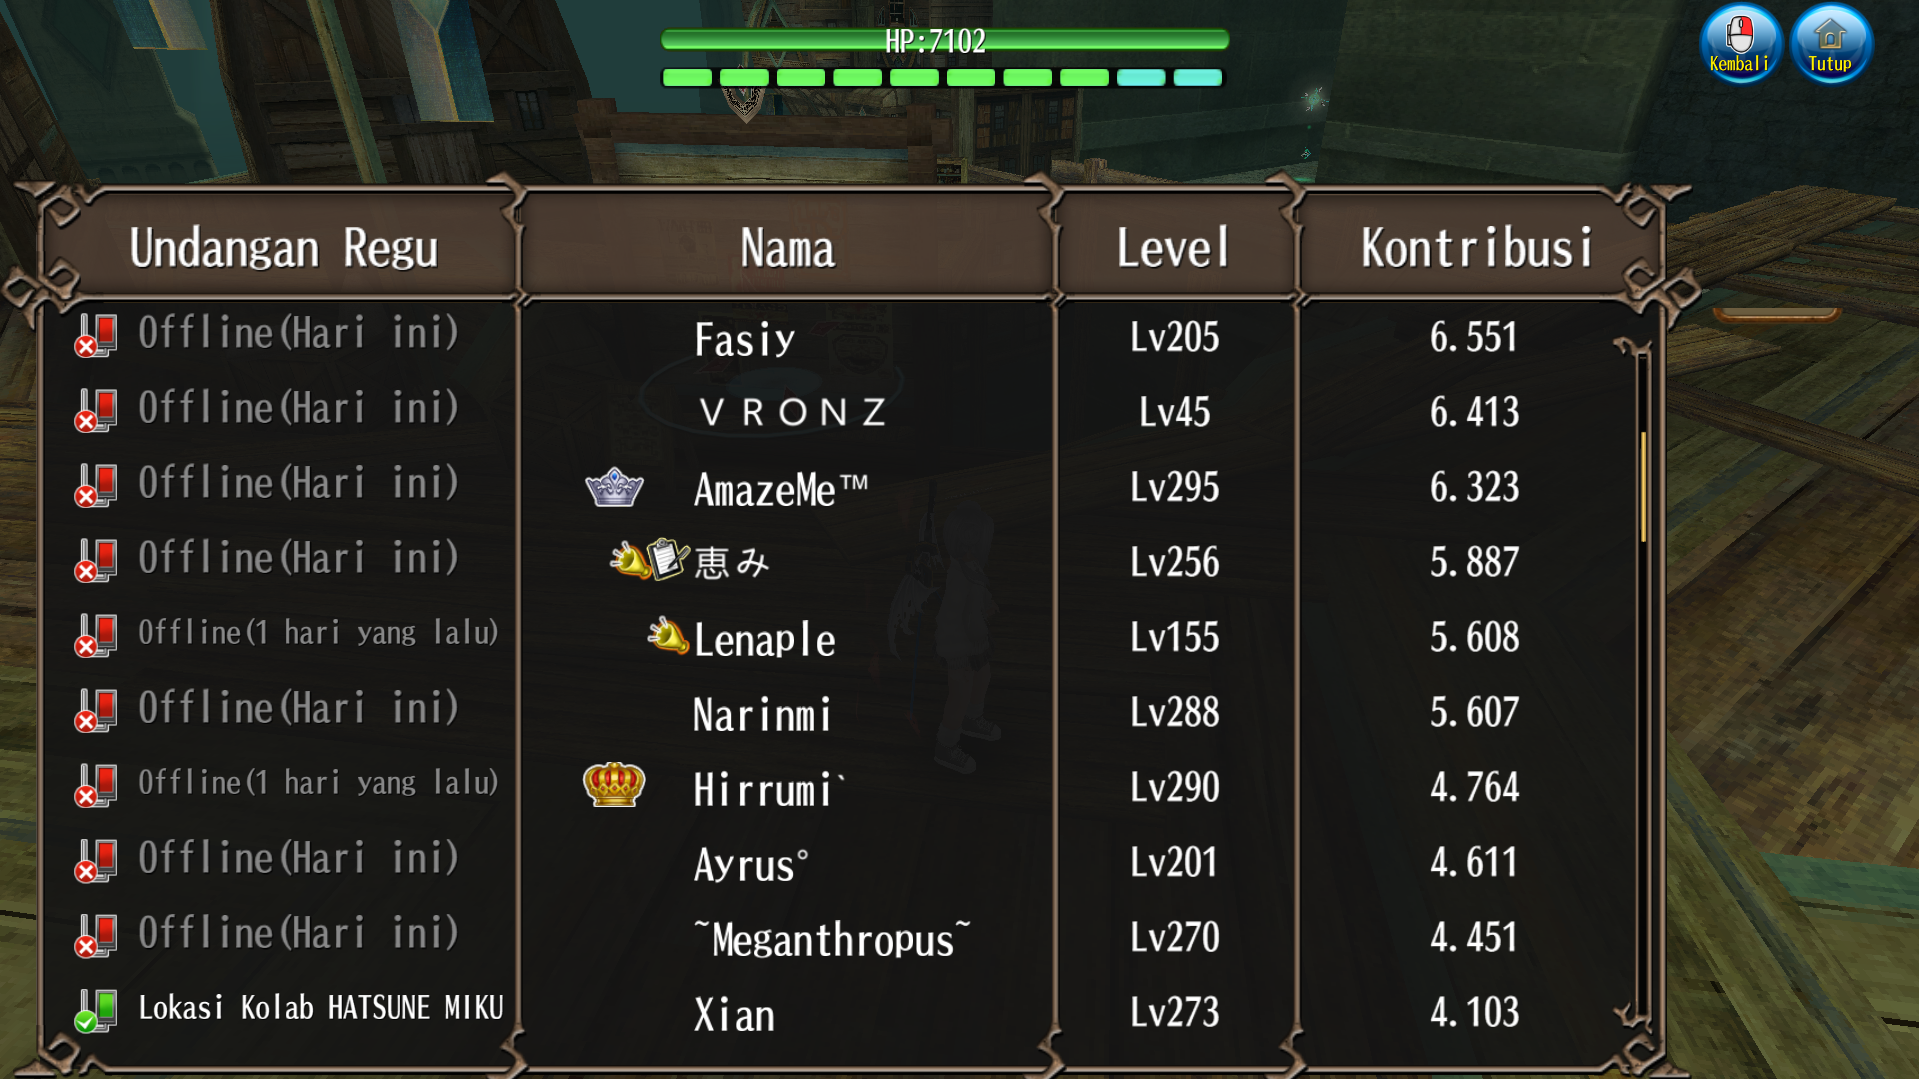 HP:7102
Kembali
Tutup
Undangan Regu Nama Level Kontribusi
Offline(Hari ini) Fasiy Lv205 6.551
Offline(Hari ini) ＶＲＯＮＺ Lv45 6.413
Offline(Hari ini) AmazeMe™ Lv295 6.323
Offline(Hari ini) 恵み Lv256 5.887
Offline(1 hari yang lalu) Lenaple Lv155 5.608
Offline(Hari ini) Narinmi Lv288 5.607
Offline(1 hari yang lalu) Hirrumi` Lv290 4.764
Offline(Hari ini) Ayrus° Lv201 4.611
Offline(Hari ini) ~Meganthropus~ Lv270 4.451
Lokasi Kolab HATSUNE MIKU Xian Lv273 4.103